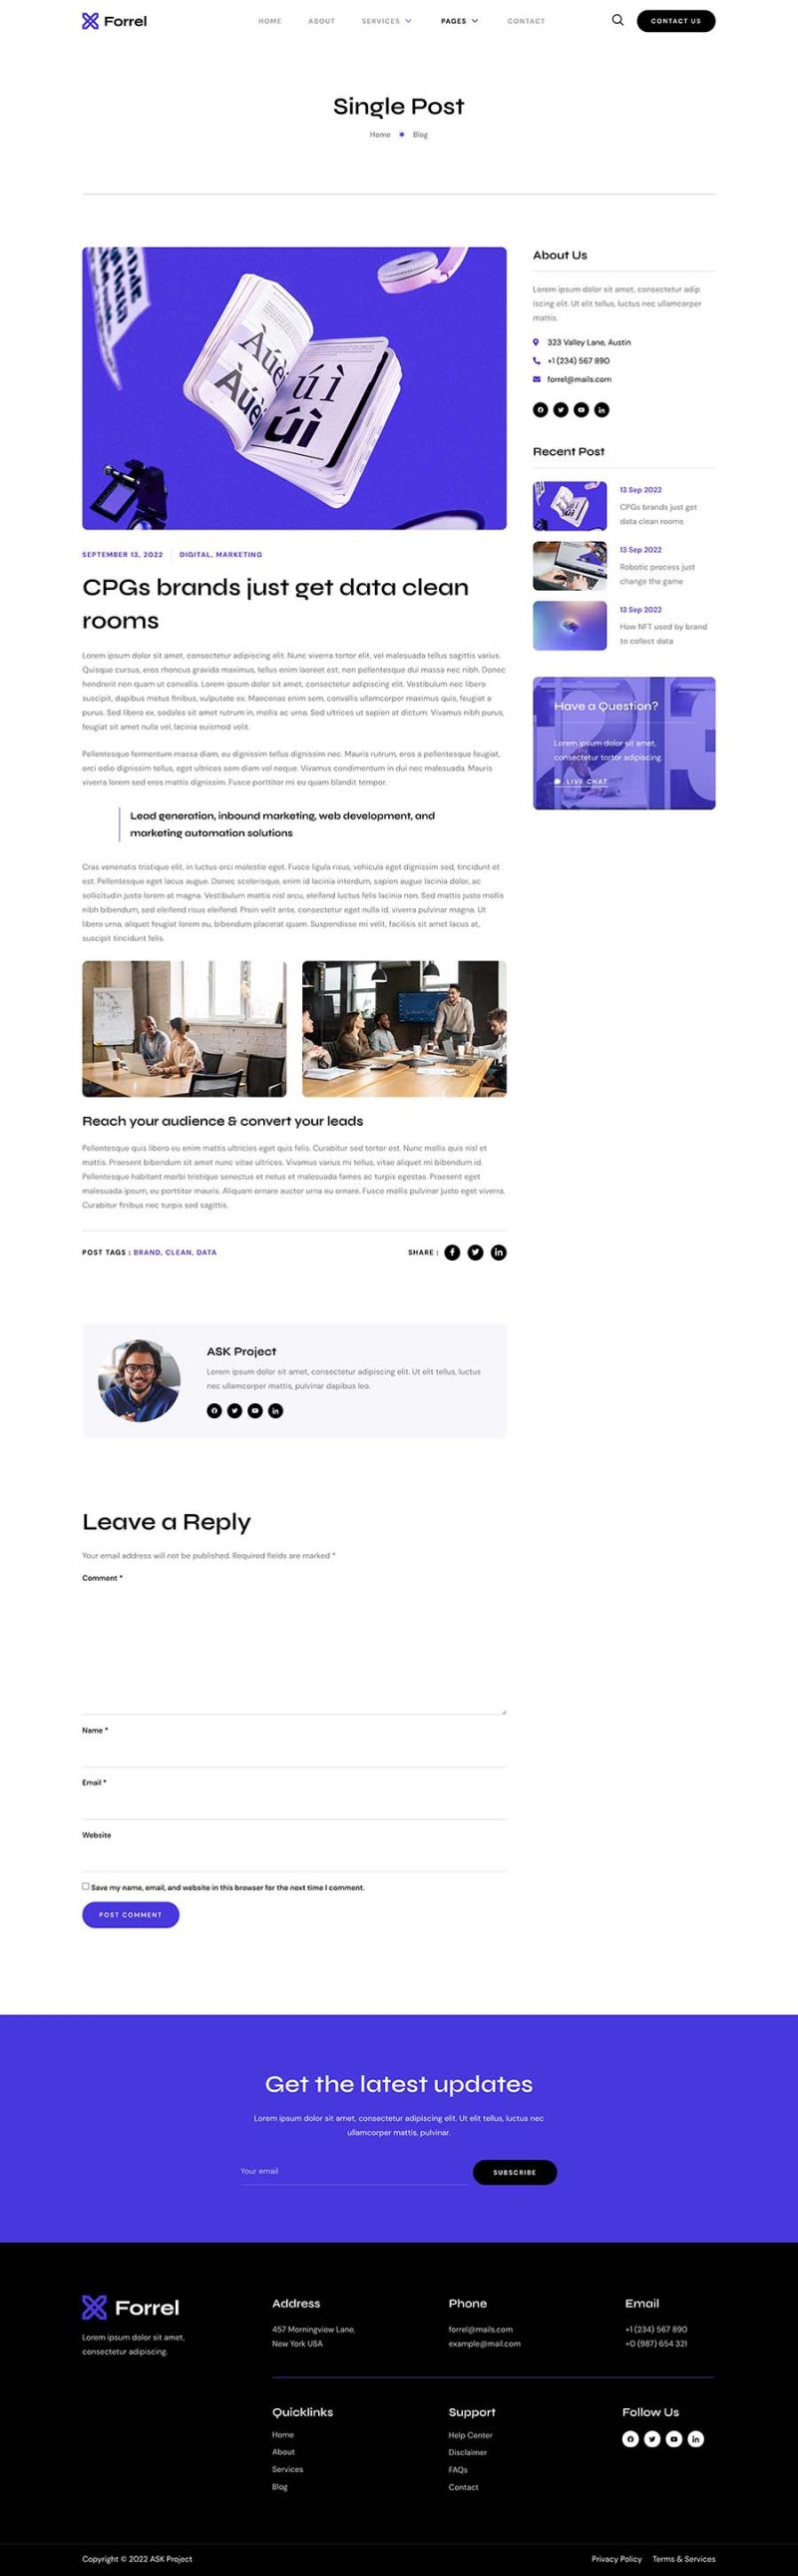 Forrel
HOME
ABOUT
SERVICES
PAGES
CONTACT
CONTACT US
Single Post
Home
Blog
Àúe
Àúe
úì
úì
SEPTEMBER 13, 2022
DIGITAL, MARKETING
CPGs brands just get data clean
rooms
Lorem ipsum dolor sit amet, consectetur adipiscing elit. Nunc viverra tortor elit, vel malesuada tellus sagittis varius.
Quisque cursus, eros rhoncus gravida maximus, tellus enim laoreet est, non pellentesque dui massa nec nibh. Donec
hendrerit non quam ut convallis. Lorem ipsum dolor sit amet, consectetur adipiscing elit. Vestibulum nec libero
suscipit, dapibus metus finibus, vulputate ex. Maecenas enim sem, convallis ullamcorper maximus quis, feugiat a
purus. Sed libero ex, sodales sit amet rutrum in, mollis ac urna. Sed ultrices ut sapien at dictum. Vivamus nibh purus,
feugiat sit amet nulla vel, lacinia euismod velit.
Pellentesque fermentum massa diam, eu dignissim tellus dignissim nec. Mauris rutrum, eros a pellentesque feugiat,
orci odio dignissim tellus, eget ultrices sem diam vel neque. Vivamus condimentum in dui nec malesuada. Mauris
viverra lorem sed eros mattis dignissim. Fusce porttitor mi eu quam blandit tempor.
Lead generation, inbound marketing, web development, and
marketing automation solutions
Cras venenatis tristique elit, in luctus orci molestie eget. Fusce ligula risus, vehicula eget dignissim sed, tincidunt et
est. Pellentesque eget lacus augue. Donec scelerisque, enim id lacinia interdum, sapien augue lacinia dolor, ac
sollicitudin justo lorem at magna. Vestibulum mattis nisl arcu, eleifend luctus felis lacinia non. Sed mattis justo mollis
nibh bibendum, sed eleifend risus eleifend. Proin velit ante, consectetur eget nulla id, viverra pulvinar magna. Ut
libero urna, aliquet feugiat lorem eu, bibendum placerat quam. Suspendisse mi velit, facilisis sit amet lacus at,
suscipit tincidunt felis.
Reach your audience & convert your leads
Pellentesque quis libero eu enim mattis ultricies eget quis felis. Curabitur sed tortor est. Nunc mollis quis nisl et
mattis. Praesent bibendum sit amet nunc vitae ultrices. Vivamus varius mi tellus, vitae aliquet mi bibendum id.
Pellentesque habitant morbi tristique senectus et netus et malesuada fames ac turpis egestas. Praesent eget
malesuada ipsum, eu porttitor mauris. Aliquam ornare auctor urna eu ornare. Fusce mollis pulvinar justo eget viverra.
Curabitur finibus nec turpis sed sagittis.
POST TAGS : BRAND, CLEAN, DATA
SHARE :
ASK Project
Lorem ipsum dolor sit amet, consectetur adipiscing elit. Ut elit tellus, luctus
nec ullamcorper mattis, pulvinar dapibus leo.
Leave a Reply
Your email address will not be published. Required fields are marked *
Comment *
Name *
Email *
Website
Save my name, email, and website in this browser for the next time I comment.
POST COMMENT
About Us
Lorem ipsum dolor sit amet, consectetur adip
iscing elit. Ut elit tellus, luctus nec ullamcorper
mattis.
323 Valley Lane, Austin
+1 (234) 567 890
forrel@mails.com
Recent Post
13 Sep 2022
CPGs brands just get
data clean rooms
13 Sep 2022
Robotic process just
change the game
13 Sep 2022
How NFT used by brand
to collect data
Have a Question?
Lorem ipsum dolor sit amet,
consectetur tortor adipiscing.
LIVE CHAT
Get the latest updates
Lorem ipsum dolor sit amet, consectetur adipiscing elit. Ut elit tellus, luctus nec
ullamcorper mattis, pulvinar.
Your email
SUBSCRIBE
Forrel
Lorem ipsum dolor sit amet,
consectetur adipiscing.
Address
457 Morningview Lane,
New York USA
Phone
forrel@mails.com
example@mail.com
Email
+1 (234) 567 890
+0 (987) 654 321
Quicklinks
Home
About
Services
Blog
Support
Help Center
Disclaimer
FAQs
Contact
Follow Us
Copyright © 2022 ASK Project
Privacy Policy
Terms & Services